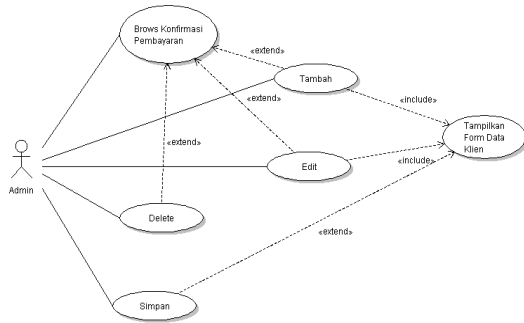 Brows Konfirmasi
Pembayaran
«extend»
Tambah
«extend»
«include»
Tampilkan
Form Data
Klien
«extend»
«include»
Edit
Admin
Delete
«extend»
Simpan